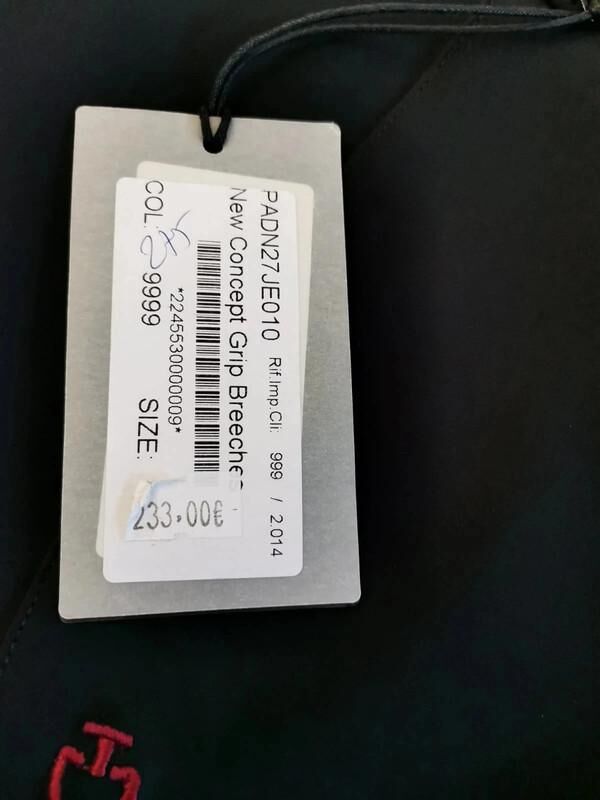 PADN27JE010 Rif.Imp.Cli: 999 / 2.014
New Concept Grip Breeches
*2245530000009*
COL: 9999 SIZE:
233.00€